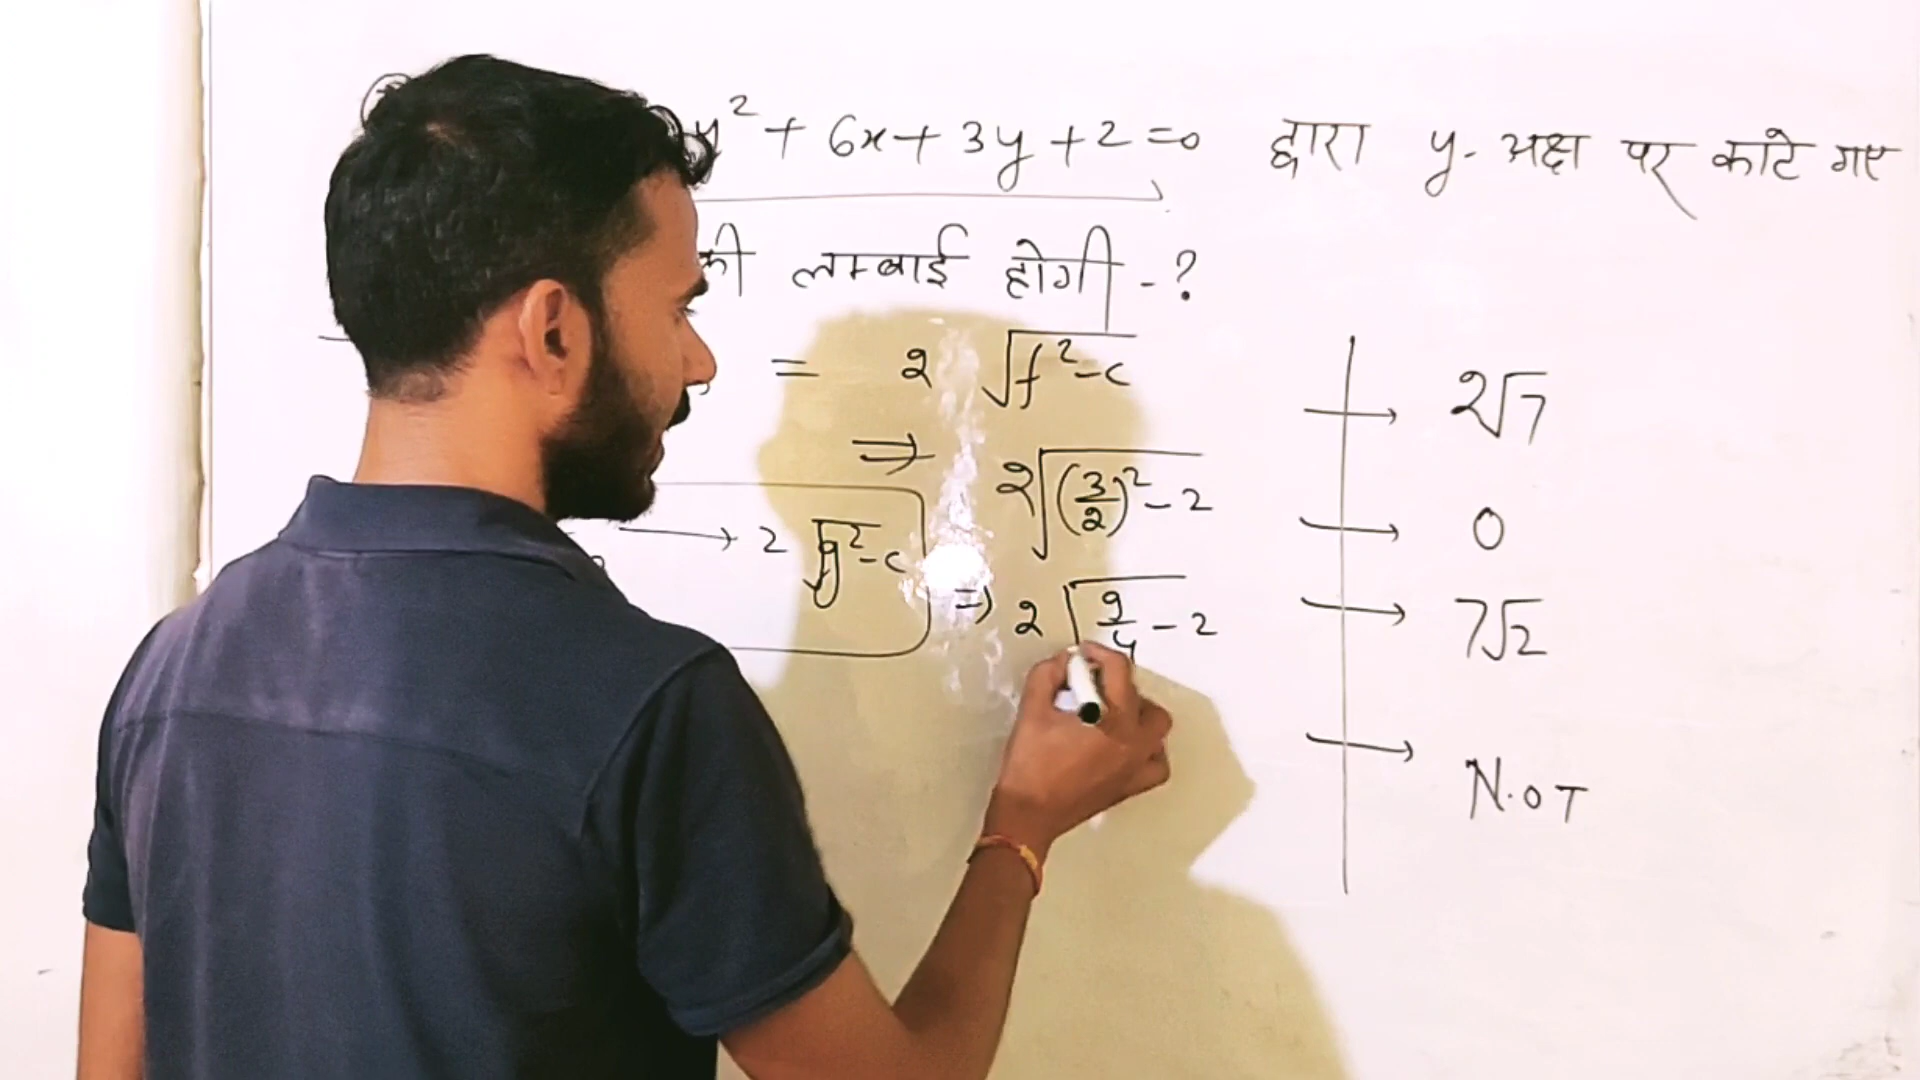 y² + 6x + 3y + 2 = 0 द्वारा y- अक्ष पर काटे गए
की लम्बाई होगी - ?
= 2 √f² - c
⇒ 2√(3/2)² - 2
→ 2 √g² - c
⇒ 2 √9/4 - 2
→ 2√7
→ 0
→ 7√2
→ N.OT